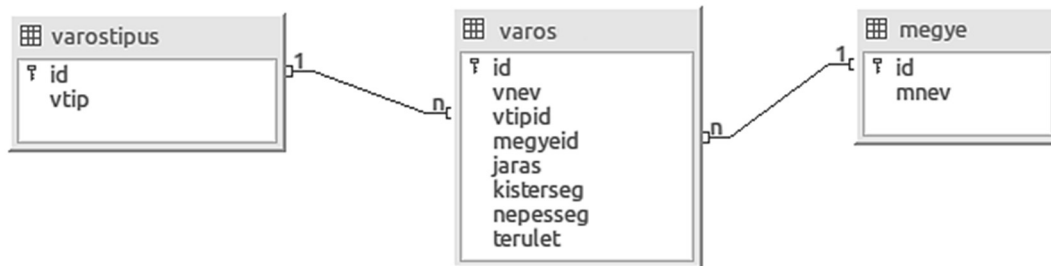 varostipus
id
vtip
1
n
varos
id
vnev
vtipid
megyeid
jaras
kisterseg
nepesseg
terulet
n
1
megye
id
mnev